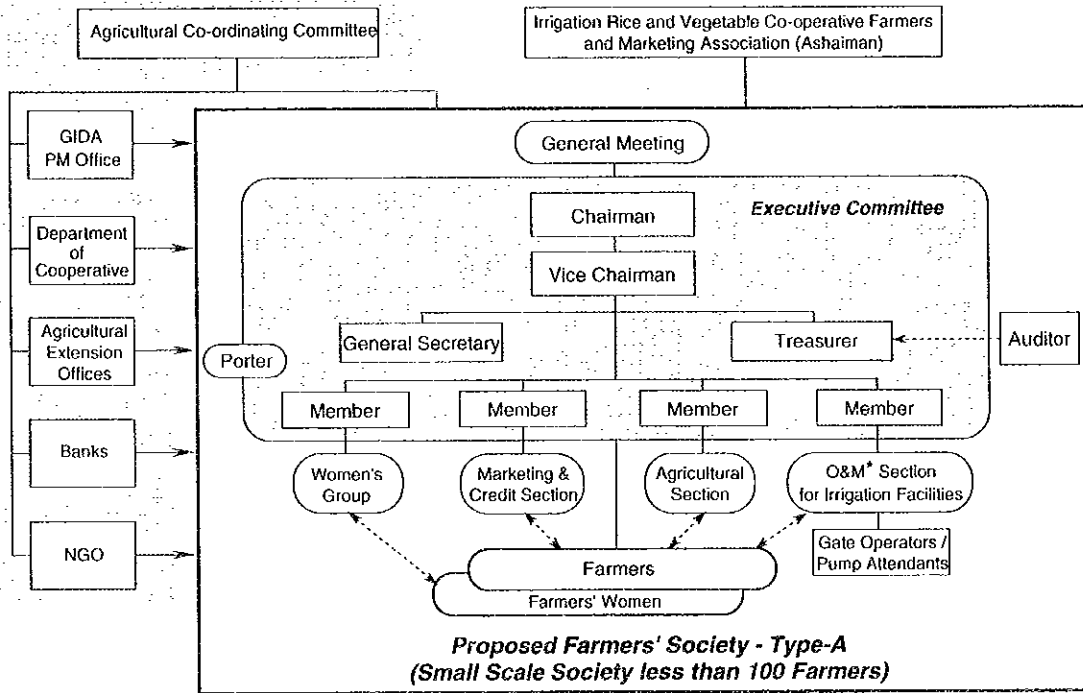 Agricultural Co-ordinating Committee
Irrigation Rice and Vegetable Co-operative Farmers
and Marketing Association (Ashaiman)
GIDA
PM Office
Department
of
Cooperative
Agricultural
Extension
Offices
Banks
NGO
General Meeting
Executive Committee
Chairman
Vice Chairman
General Secretary
Treasurer
Auditor
Porter
Member
Member
Member
Member
Women's
Group
Marketing &
Credit Section
Agricultural
Section
O&M* Section
for Irrigation Facilities
Gate Operators /
Pump Attendants
Farmers
Farmers' Women
Proposed Farmers' Society - Type-A
(Small Scale Society less than 100 Farmers)